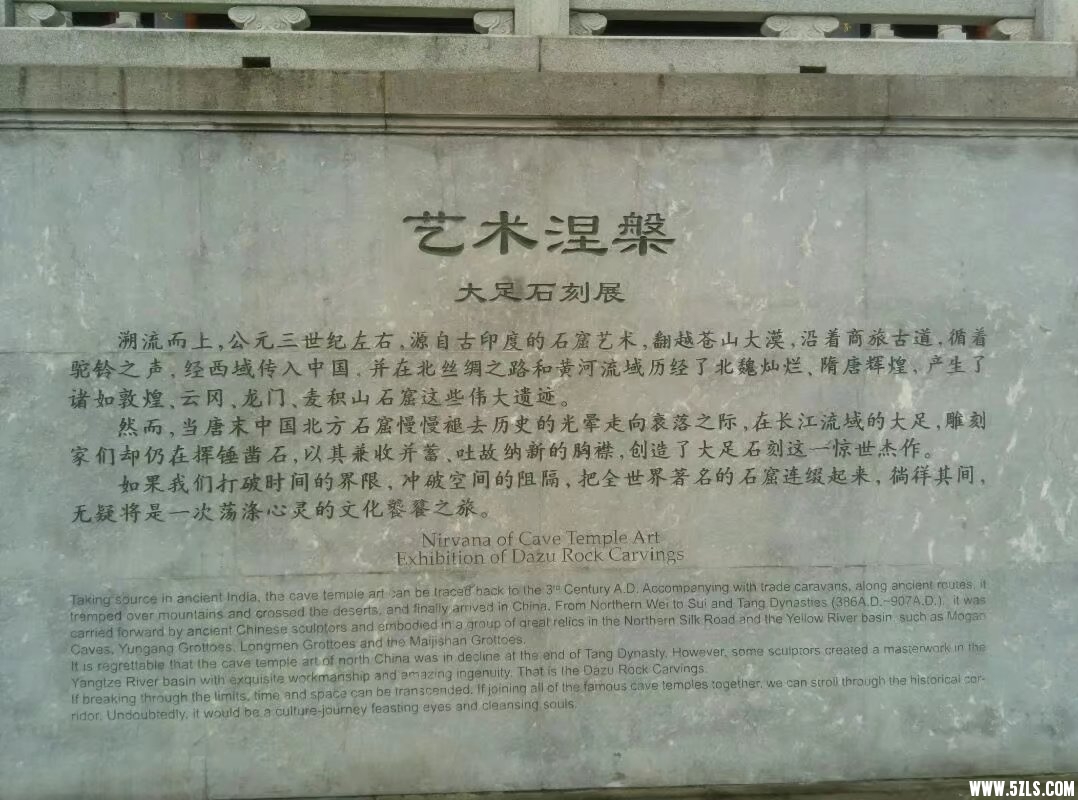 艺术涅槃
大足石刻展
溯流而上，公元三世纪左右，源自古印度的石窟艺术，翻越苍山大漠，沿着商旅古道，循着
驼铃之声，经西域传入中国，并在北丝绸之路和黄河流域历经了北魏灿烂、隋唐辉煌，产生了
诸如敦煌、云冈、龙门、麦积山石窟这些伟大遗迹。
然而，当唐末中国北方石窟慢慢褪去历史的光晕走向衰落之际，在长江流域的大足，雕刻
家们却仍在挥锤凿石，以其兼收并蓄、吐故纳新的胸襟，创造了大足石刻这一惊世杰作。
如果我们打破时间的界限，冲破空间的阻隔，把全世界著名的石窟连缀起来，徜徉其间，
无疑将是一次荡涤心灵的文化饕餮之旅。
Nirvana of Cave Temple Art
Exhibition of Dazu Rock Carvings
Taking source in ancient India, the cave temple art can be traced back to the 3rd Century A.D. Accompanying with trade caravans, along ancient routes, it
tramped over mountains and crossed the deserts, and finally arrived in China. From Northern Wei to Sui and Tang Dynasties (386A.D.~907A.D.), it was
carried forward by ancient Chinese sculptors and embodied in a group of great relics in the Northern Silk Road and the Yellow River basin, such as Mogao
Caves, Yungang Grottoes, Longmen Grottoes and the Maijishan Grottoes.
It is regrettable that the cave temple art of north China was in decline at the end of Tang Dynasty. However, some sculptors created a masterwork in the
Yangtze River basin with exquisite workmanship and amazing ingenuity. That is the Dazu Rock Carvings.
If breaking through the limits, time and space can be transcended. If joining all of the famous cave temples together, we can stroll through the historical cor-
ridor. Undoubtedly, it would be a culture-journey feasting eyes and cleansing souls.
WWW.5ZLS.COM